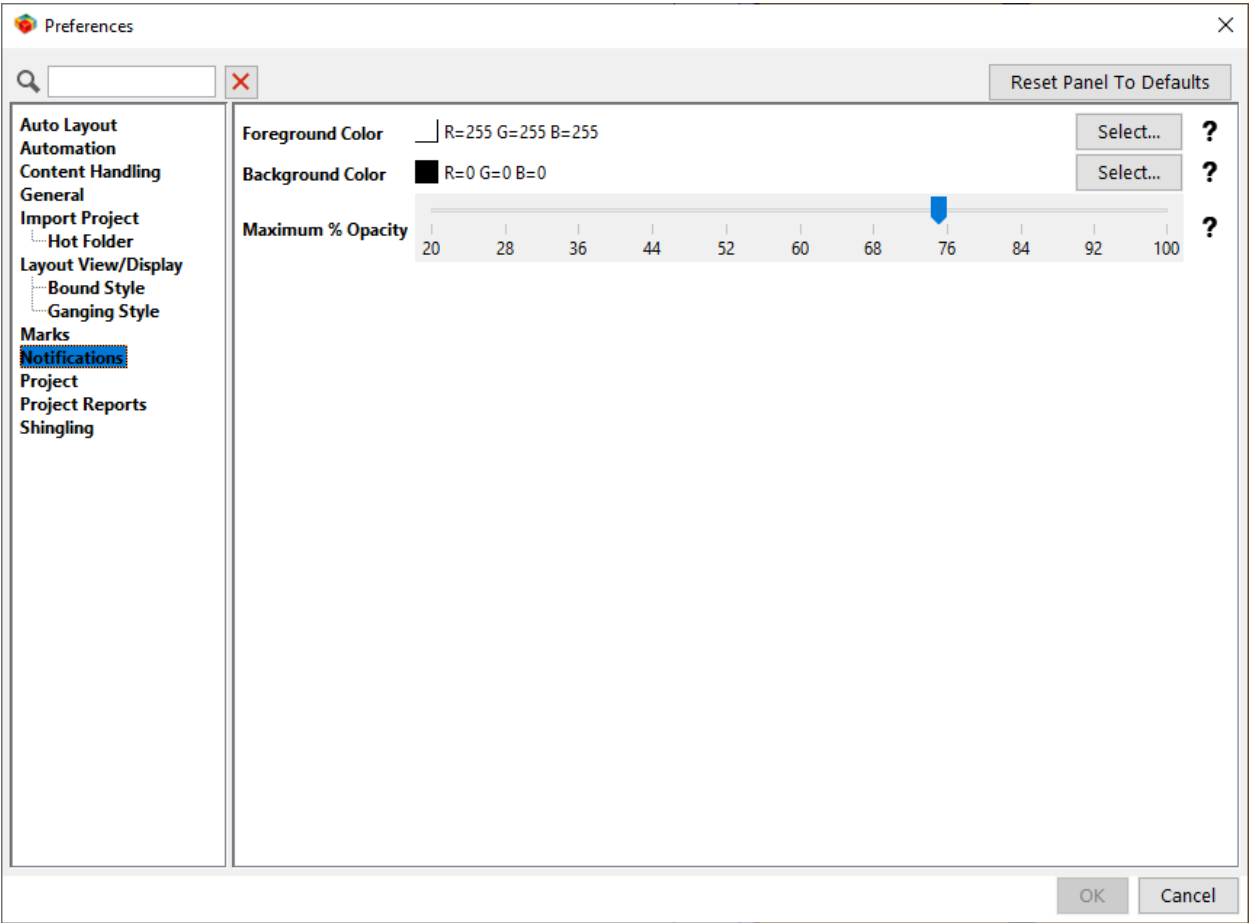 Preferences
Reset Panel To Defaults
Auto Layout
Automation
Content Handling
General
Import Project
Hot Folder
Layout View/Display
Bound Style
Ganging Style
Marks
Notifications
Project
Project Reports
Shingling
Foreground Color R=255 G=255 B=255 Select... ?
Background Color R=0 G=0 B=0 Select... ?
Maximum % Opacity ?
20 28 36 44 52 60 68 76 84 92 100
OK Cancel